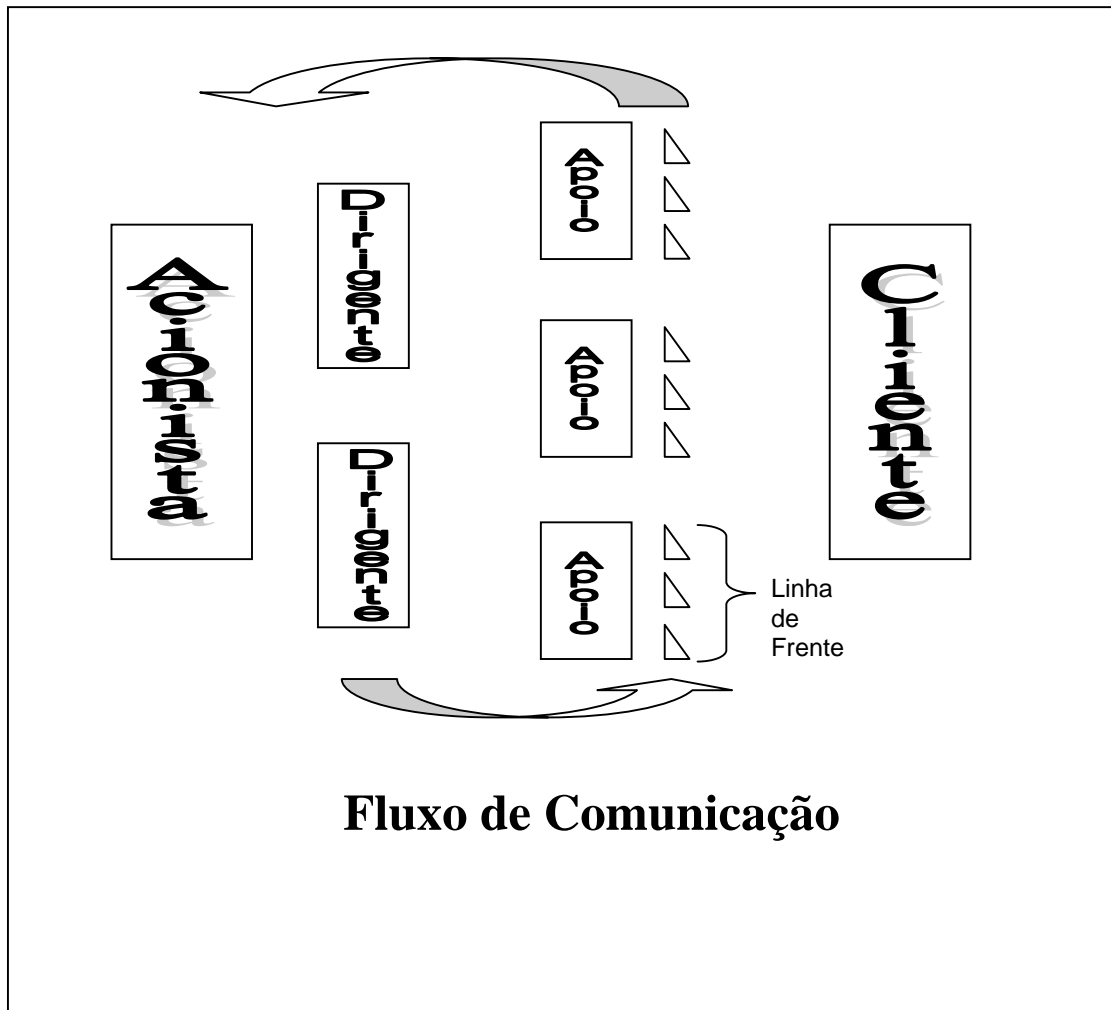 Acionista
Dirigente
Dirigente
Apoio
Apoio
Apoio
Linha
de
Frente
Cliente
Fluxo de Comunicação